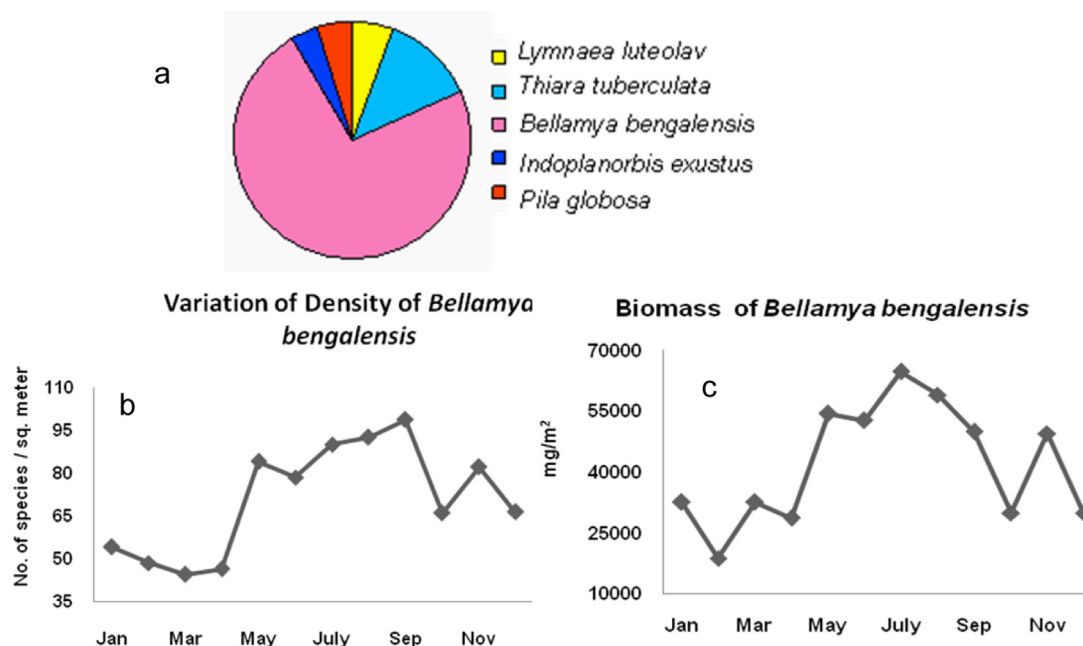 a
Lymnaea luteolav
Thiara tuberculata
Bellamya bengalensis
Indoplanorbis exustus
Pila globosa
Variation of Density of Bellamya
bengalensis
b
No. of species / sq. meter
110
95
80
65
50
35
Jan Mar May July Sep Nov
Biomass of Bellamya bengalensis
c
mg/m²
70000
55000
40000
25000
10000
Jan Mar May July Sep Nov